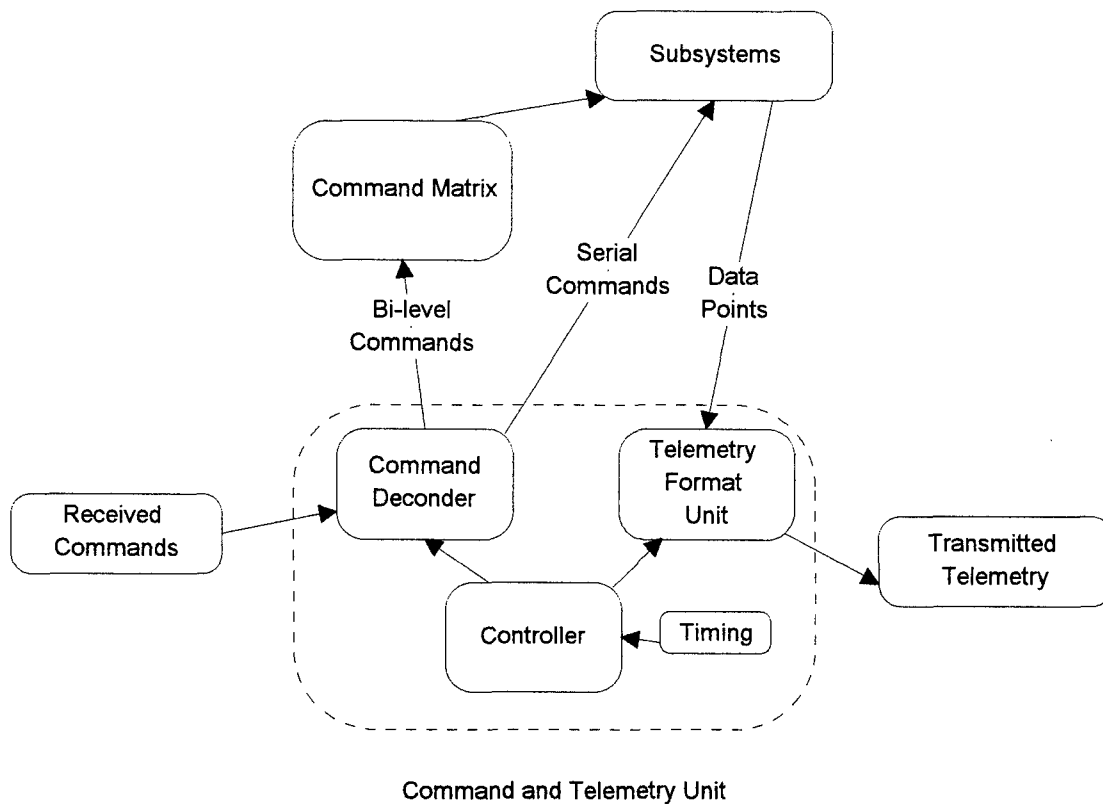 Subsystems
Command Matrix
Serial
Commands
Data
Points
Bi-level
Commands
Command
Deconder
Telemetry
Format
Unit
Received
Commands
Transmitted
Telemetry
Controller
Timing
Command and Telemetry Unit